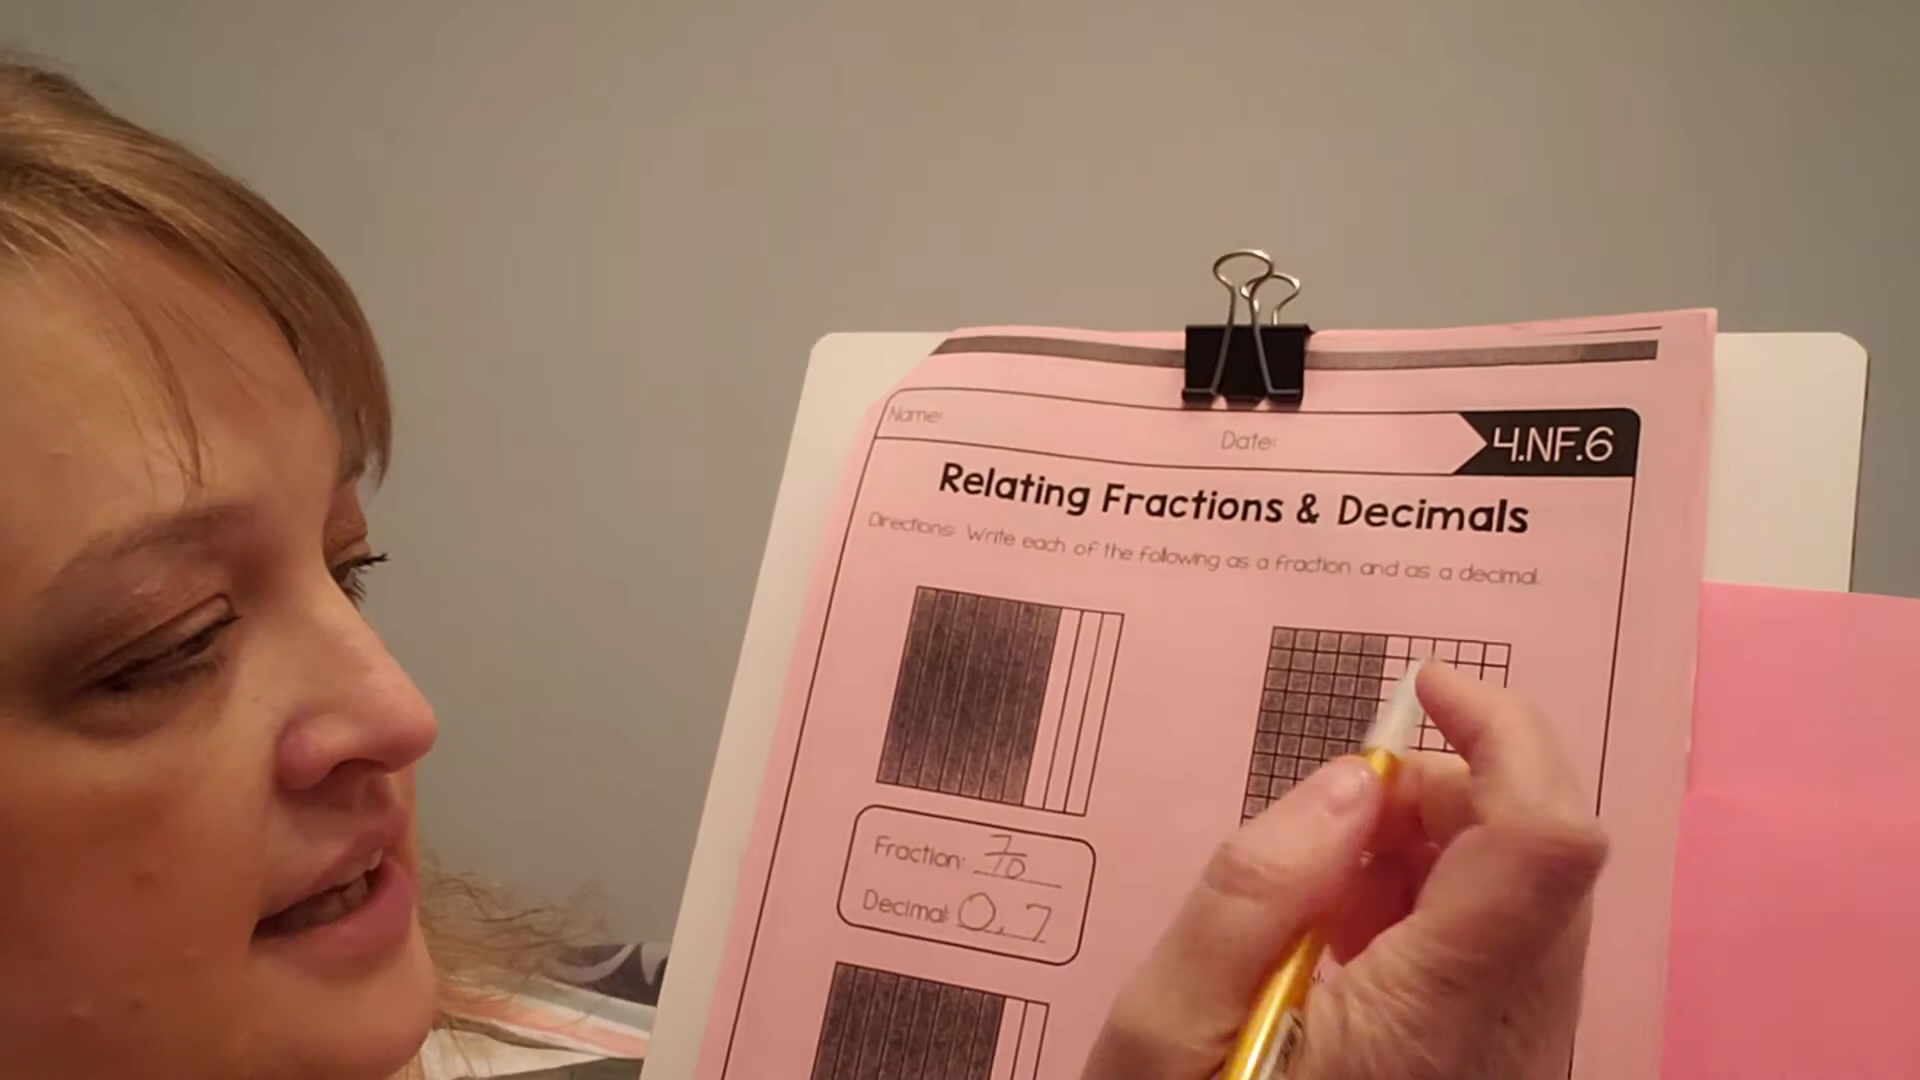 Name:
Date:
4.NF.6
Relating Fractions & Decimals
Directions: Write each of the following as a fraction and as a decimal.
Fraction: 7/10
Decimal: 0.7